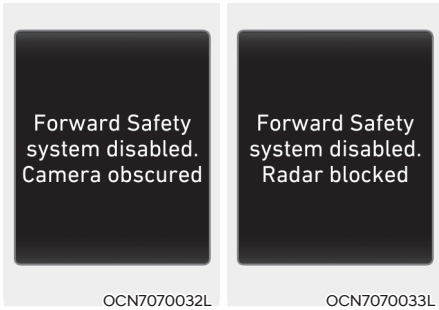 Forward Safety
system disabled.
Camera obscured
OCN7070032L
Forward Safety
system disabled.
Radar blocked
OCN7070033L